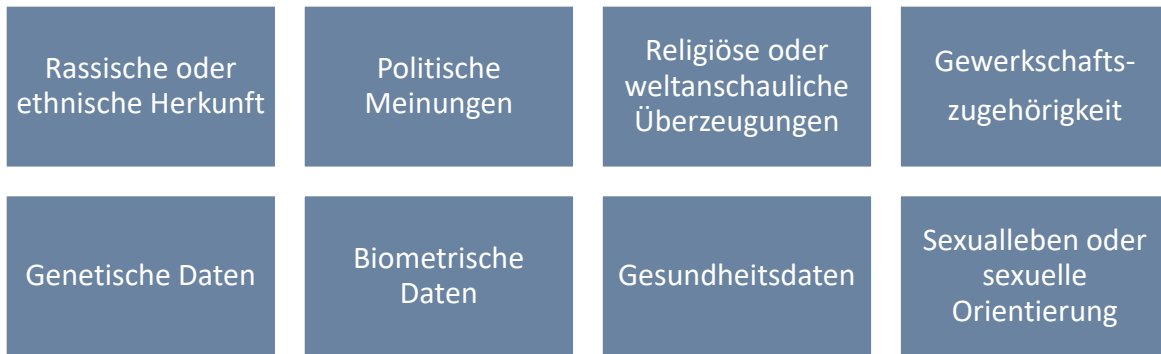 Rassische oder
ethnische Herkunft
Politische
Meinungen
Religiöse oder
weltanschauliche
Überzeugungen
Gewerkschafts-
zugehörigkeit
Genetische Daten
Biometrische
Daten
Gesundheitsdaten
Sexualleben oder
sexuelle
Orientierung